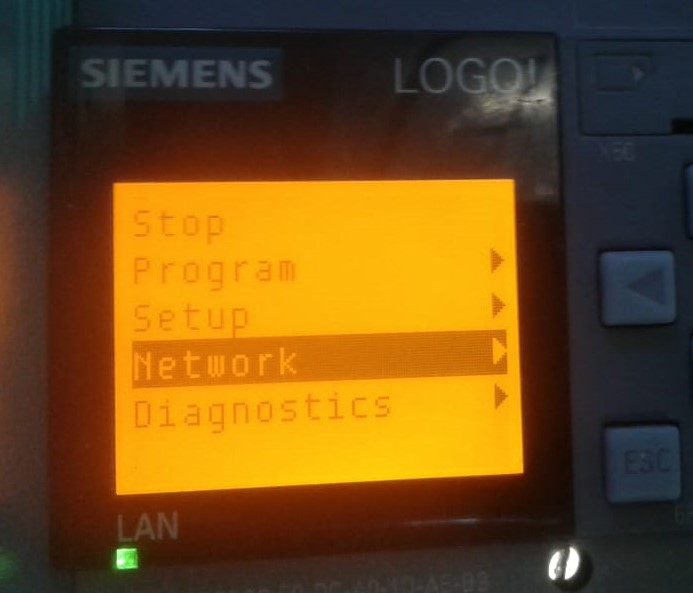 SIEMENS LOGO!
Stop
Program
Setup
Network
Diagnostics
ESC
LAN